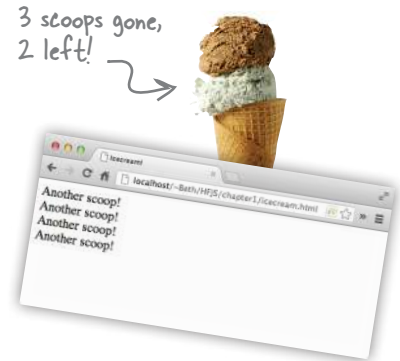 3 scoops gone,
2 left!
Icecream!
localhost/~Beth/HFJS/chapter1/icecream.html
Another scoop!
Another scoop!
Another scoop!
Another scoop!